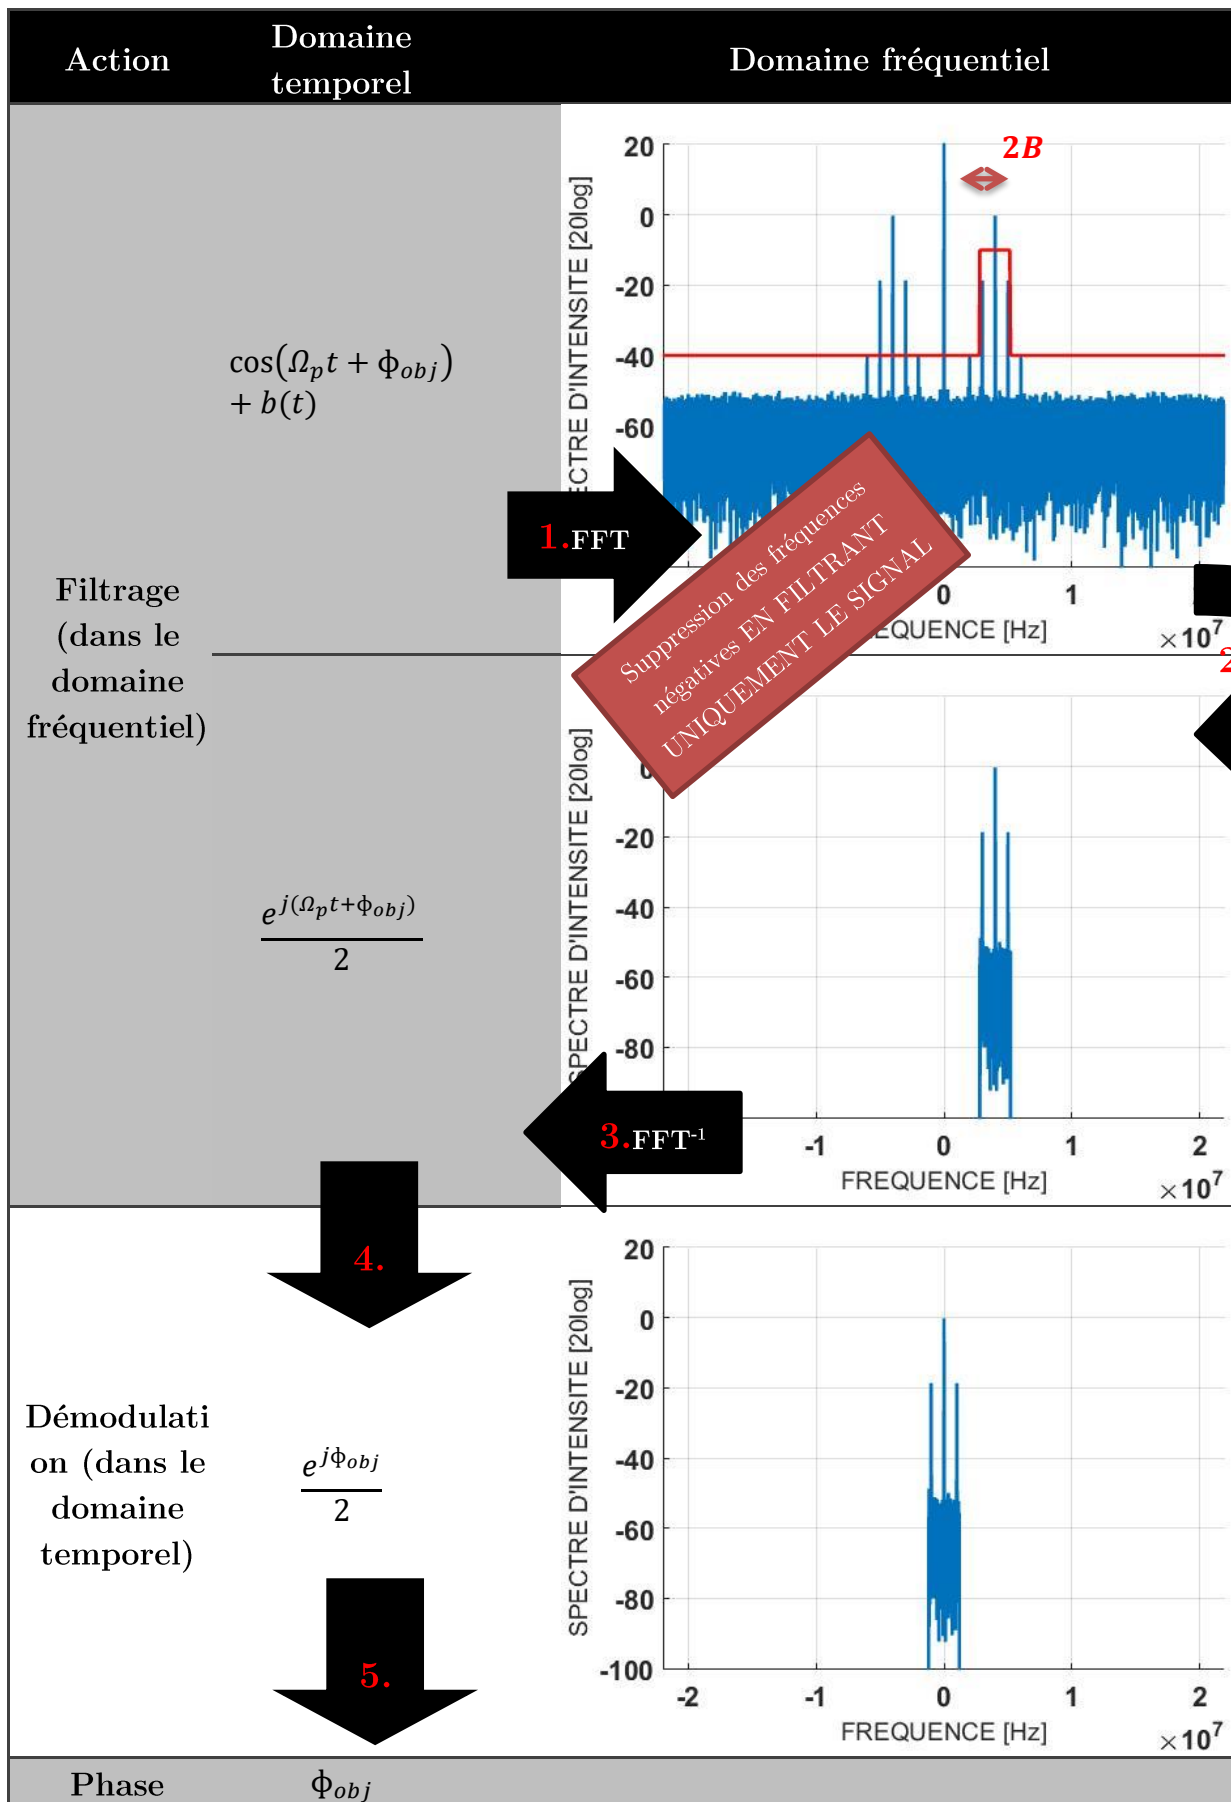 Action
Domaine
temporel
Domaine fréquentiel
Filtrage
(dans le
domaine
fréquentiel)
cos(Ω_p t + ϕ_obj)
+ b(t)
2B
20
0
-20
-40
-60
0
1
×10^7
1.FFT
Suppression des fréquences
négatives EN FILTRANT
UNIQUEMENT LE SIGNAL
2
e^{j(Ω_p t+ϕ_obj)}
2
SPECTRE D'INTENSITE [20log]
-20
-40
-60
-80
-1
0
1
2
FREQUENCE [Hz]
×10^7
3.FFT^-1
4.
Démodulati
on (dans le
domaine
temporel)
e^{jϕ_obj}
2
SPECTRE D'INTENSITE [20log]
20
0
-20
-40
-60
-80
-100
-2
-1
0
1
2
FREQUENCE [Hz]
×10^7
5.
Phase
ϕ_obj